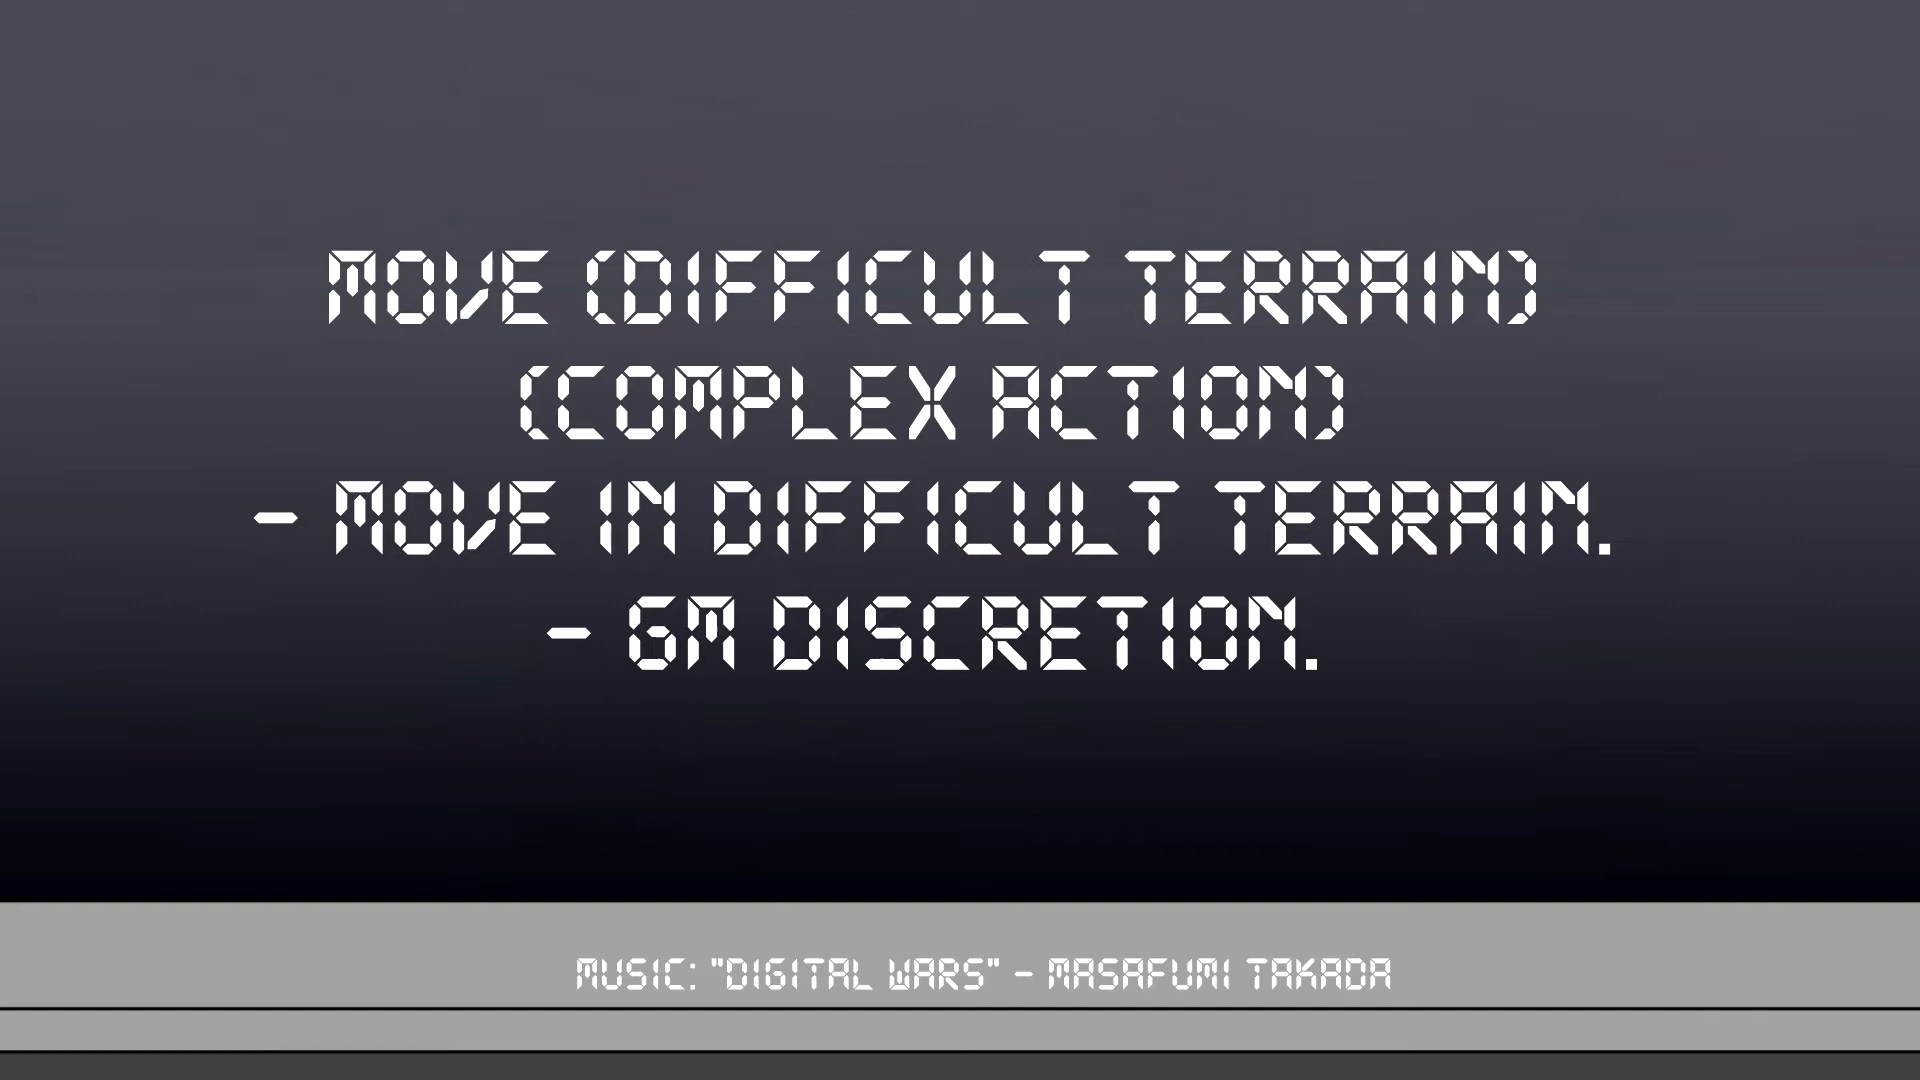 MOVE (DIFFICULT TERRAIN)
(COMPLEX ACTION)
- MOVE IN DIFFICULT TERRAIN.
- GM DISCRETION.
MUSIC: "DIGITAL WARS" - MASAFUMI TAKADA